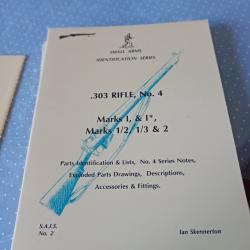 SMALL ARMS
IDENTIFICATION SERIES
.303 RIFLE, No. 4
Marks I, & I*,
Marks 1/2, 1/3 & 2
Parts Identification & Lists, No. 4 Series Notes,
Exploded Parts Drawings, Descriptions,
Accessories & Fittings.
S.A.I.S.
No. 2
Ian Skennerton